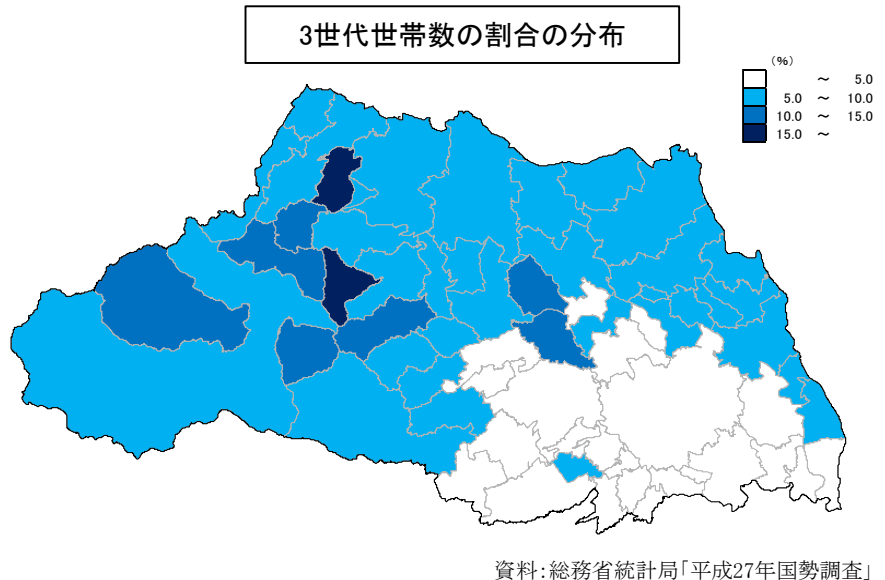 3世代世帯数の割合の分布
(%)
～ 5.0
5.0 ～ 10.0
10.0 ～ 15.0
15.0 ～
資料:総務省統計局「平成27年国勢調査」